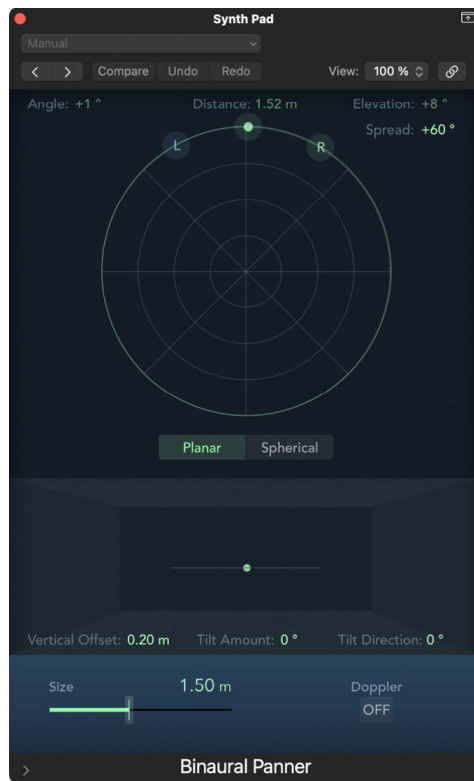 Synth Pad
Manual
Compare Undo Redo View: 100 %
Angle: +1 ° Distance: 1.52 m Elevation: +8 °
Spread: +60 °
L R
Planar Spherical
Vertical Offset: 0.20 m Tilt Amount: 0 ° Tilt Direction: 0 °
Size 1.50 m Doppler
OFF
Binaural Panner